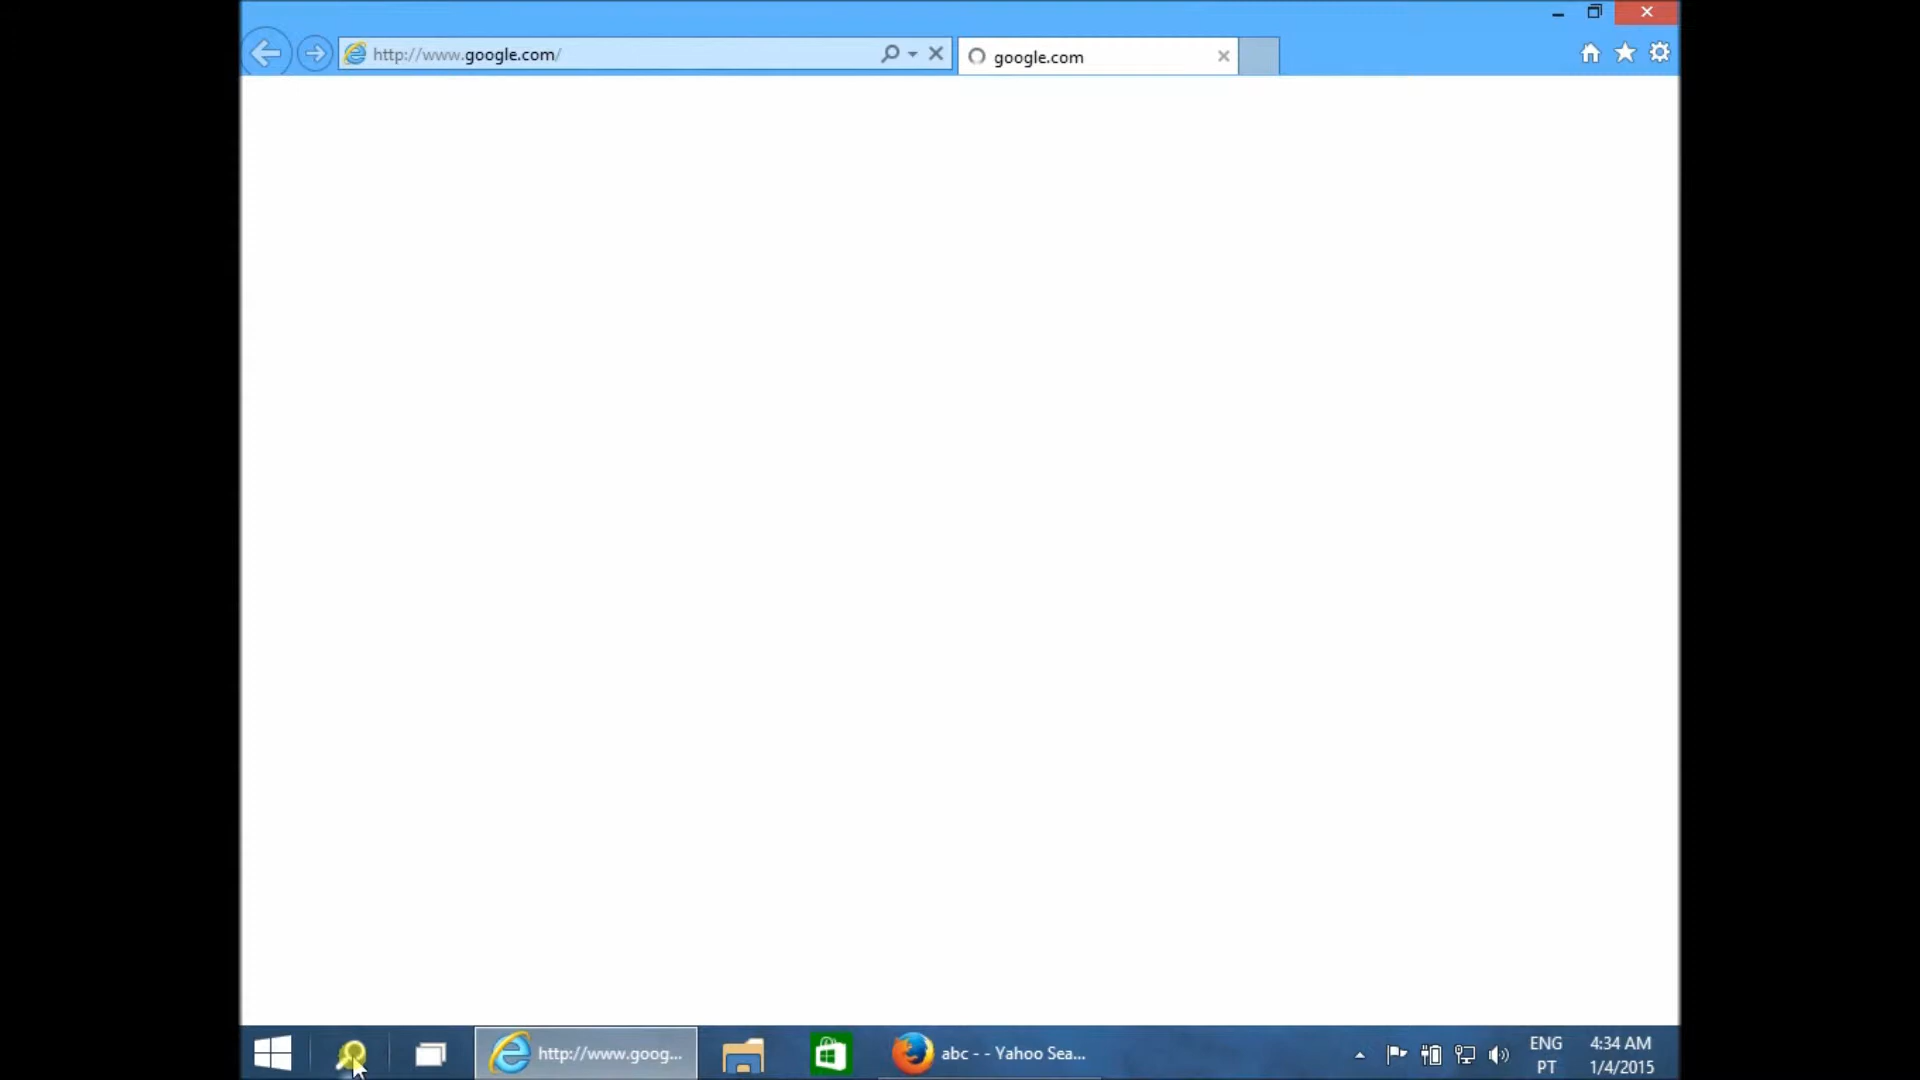 http://www.google.com/
google.com
http://www.goog...
abc - - Yahoo Sea...
ENG
PT
4:34 AM
1/4/2015